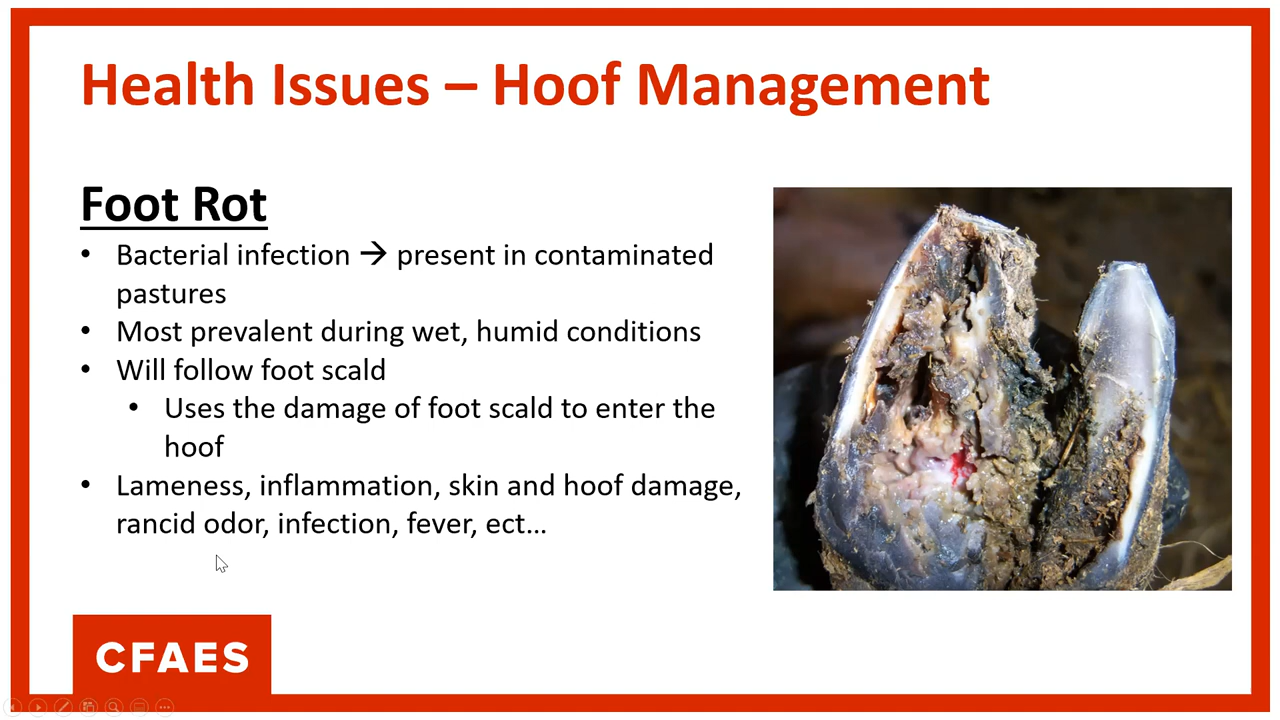 Health Issues – Hoof Management
Foot Rot
• Bacterial infection → present in contaminated
pastures
• Most prevalent during wet, humid conditions
• Will follow foot scald
• Uses the damage of foot scald to enter the
hoof
• Lameness, inflammation, skin and hoof damage,
rancid odor, infection, fever, ect…
CFAES